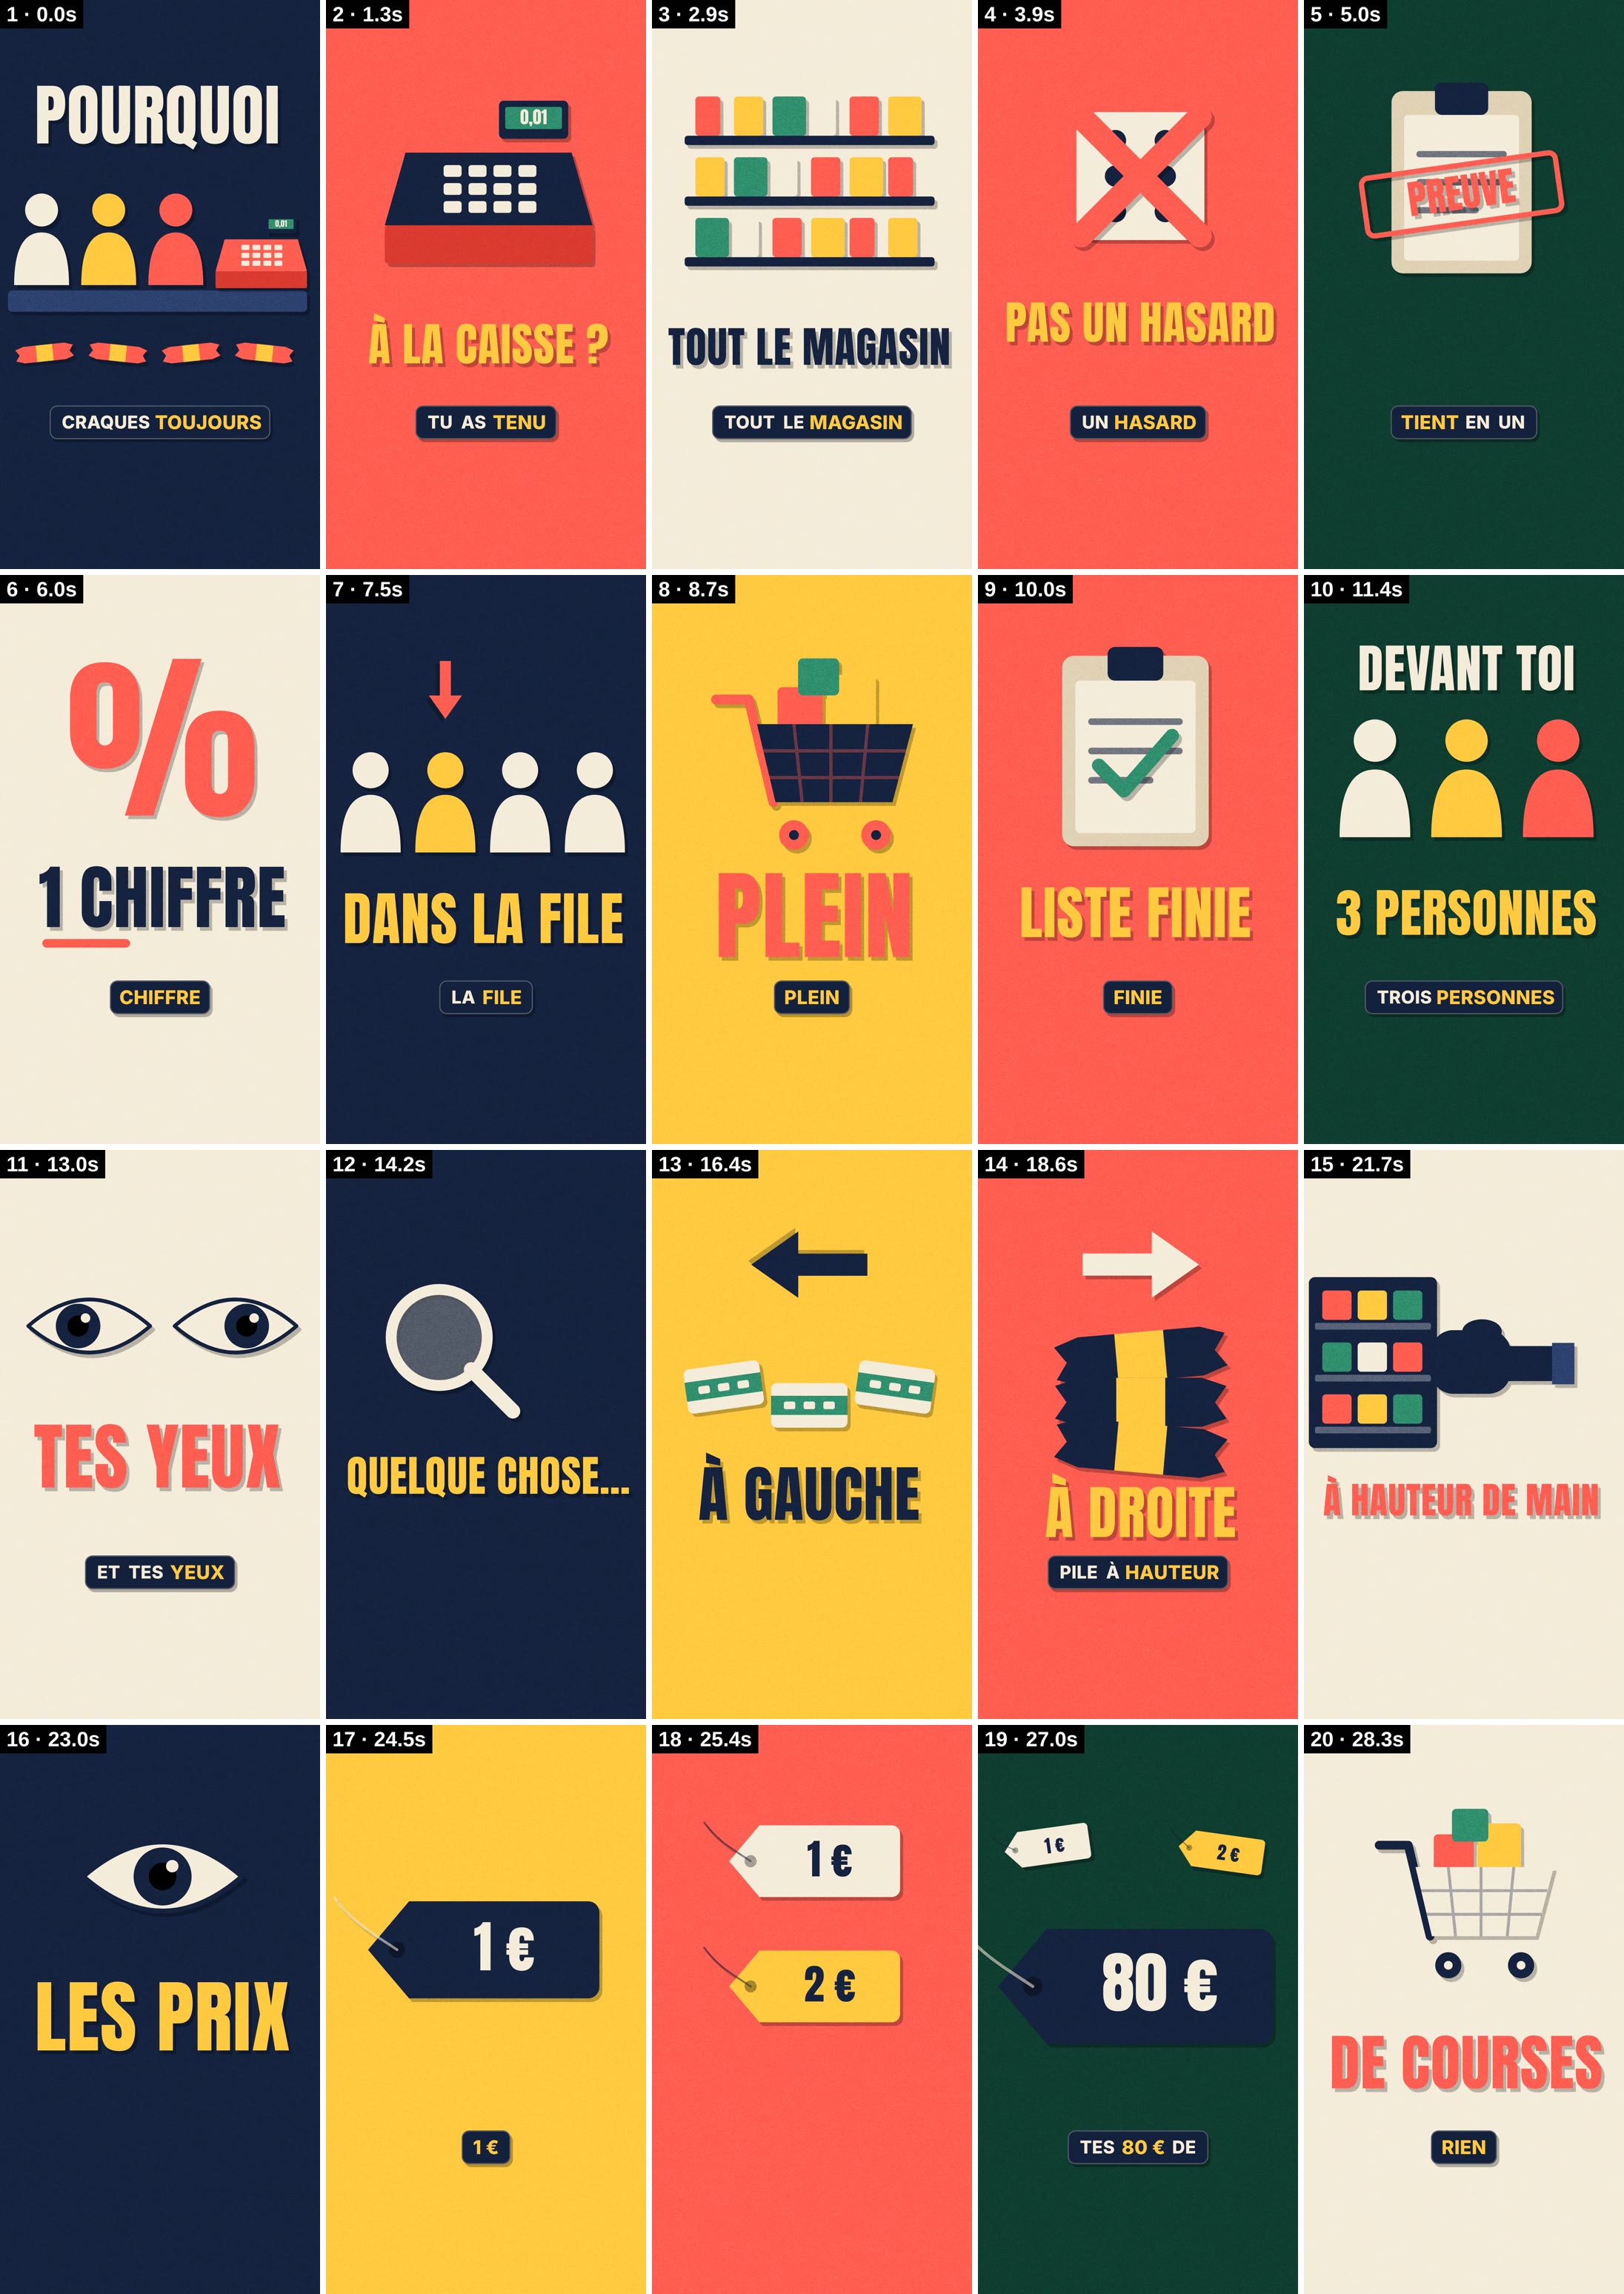 1 · 0.0s
POURQUOI
0,01
CRAQUES TOUJOURS
2 · 1.3s
0,01
À LA CAISSE ?
TU AS TENU
3 · 2.9s
TOUT LE MAGASIN
TOUT LE MAGASIN
4 · 3.9s
PAS UN HASARD
UN HASARD
5 · 5.0s
PREUVE
TIENT EN UN
6 · 6.0s
%
1 CHIFFRE
CHIFFRE
7 · 7.5s
DANS LA FILE
LA FILE
8 · 8.7s
PLEIN
PLEIN
9 · 10.0s
LISTE FINIE
FINIE
10 · 11.4s
DEVANT TOI
3 PERSONNES
TROIS PERSONNES
11 · 13.0s
TES YEUX
ET TES YEUX
12 · 14.2s
QUELQUE CHOSE...
13 · 16.4s
À GAUCHE
14 · 18.6s
À DROITE
PILE À HAUTEUR
15 · 21.7s
À HAUTEUR DE MAIN
16 · 23.0s
LES PRIX
17 · 24.5s
1 €
1 €
18 · 25.4s
1 €
2 €
19 · 27.0s
1 €
2 €
80 €
TES 80 € DE
20 · 28.3s
DE COURSES
RIEN